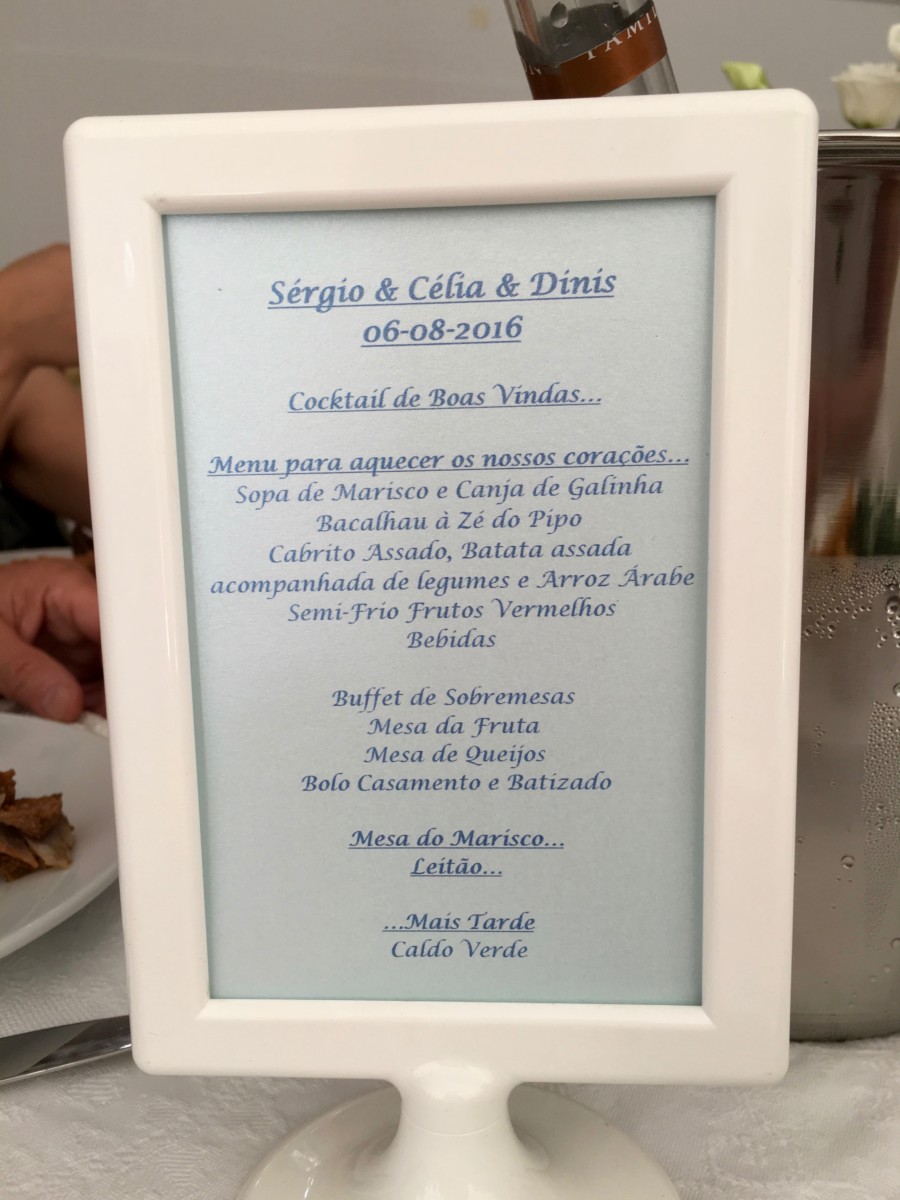 FAMI
Sérgio & Célia & Dinis
06-08-2016
Cocktail de Boas Vindas...
Menu para aquecer os nossos corações...
Sopa de Marisco e Canja de Galinha
Bacalhau à Zé do Pipo
Cabrito Assado, Batata assada
acompanhada de legumes e Arroz Árabe
Semi-Frio Frutos Vermelhos
Bebidas
Buffet de Sobremesas
Mesa da Fruta
Mesa de Queijos
Bolo Casamento e Batizado
Mesa do Marisco...
Leitão...
...Mais Tarde
Caldo Verde